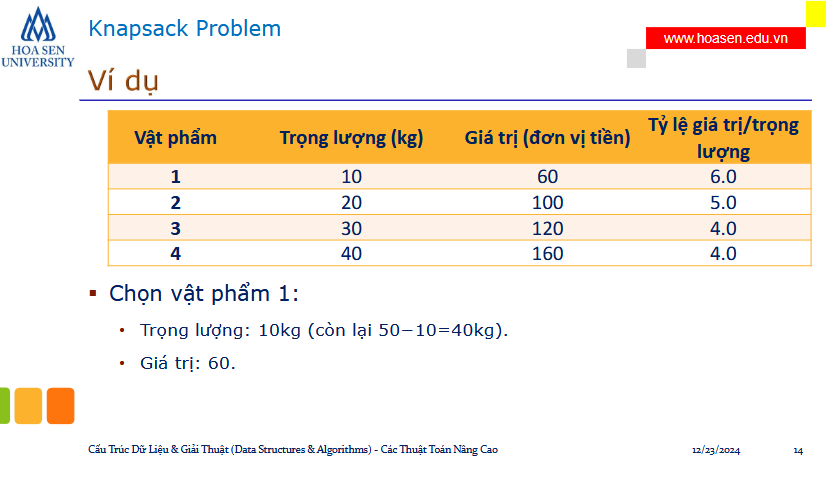 HOA SEN
UNIVERSITY
Knapsack Problem
www.hoasen.edu.vn
Ví dụ
Vật phẩm Trọng lượng (kg) Giá trị (đơn vị tiền) Tỷ lệ giá trị/trọng
lượng
1 10 60 6.0
2 20 100 5.0
3 30 120 4.0
4 40 160 4.0
▪ Chọn vật phẩm 1:
• Trọng lượng: 10kg (còn lại 50−10=40kg).
• Giá trị: 60.
Cấu Trúc Dữ Liệu & Giải Thuật (Data Structures & Algorithms) - Các Thuật Toán Nâng Cao 12/23/2024 14